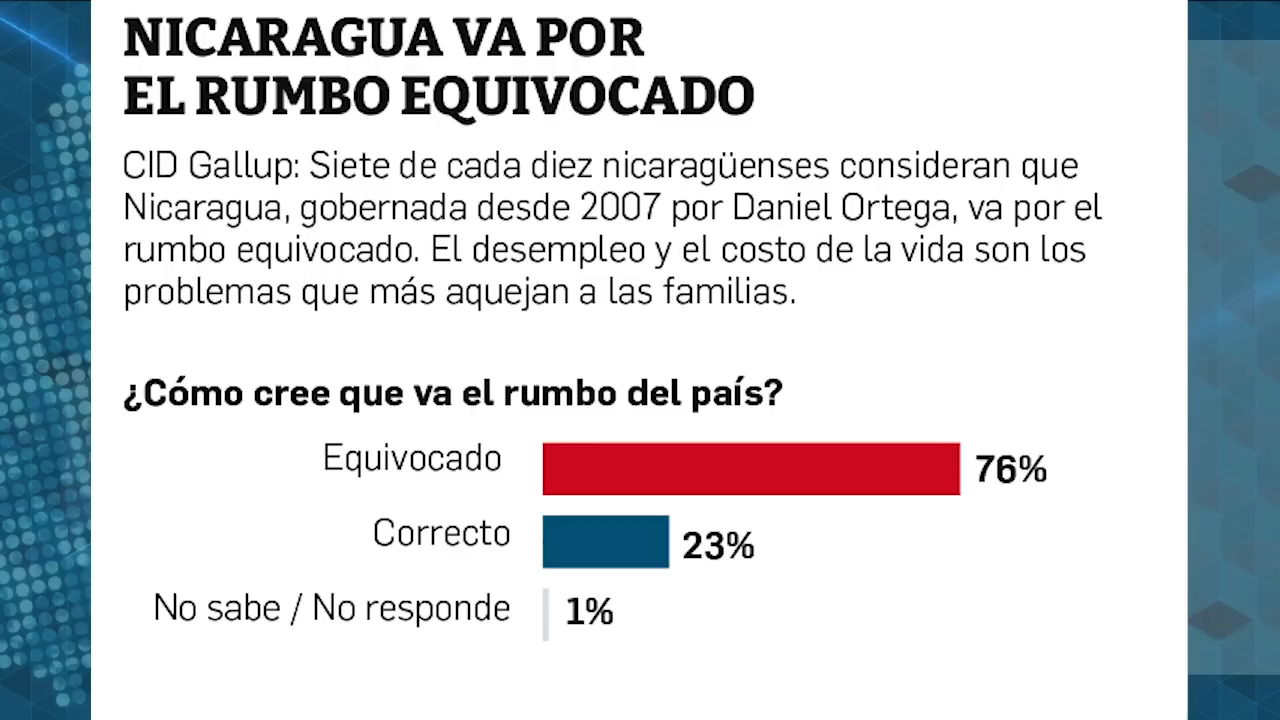 NICARAGUA VA POR
EL RUMBO EQUIVOCADO
CID Gallup: Siete de cada diez nicaragüenses consideran que
Nicaragua, gobernada desde 2007 por Daniel Ortega, va por el
rumbo equivocado. El desempleo y el costo de la vida son los
problemas que más aquejan a las familias.
¿Cómo cree que va el rumbo del país?
Equivocado 76%
Correcto 23%
No sabe / No responde 1%